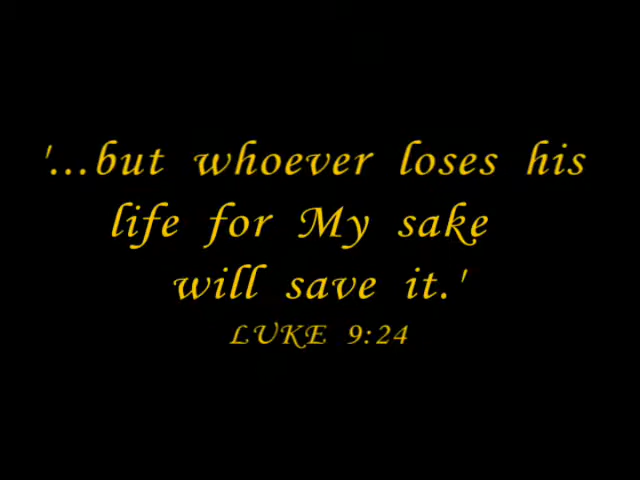 '...but whoever loses his
life for My sake
will save it.'
LUKE 9:24